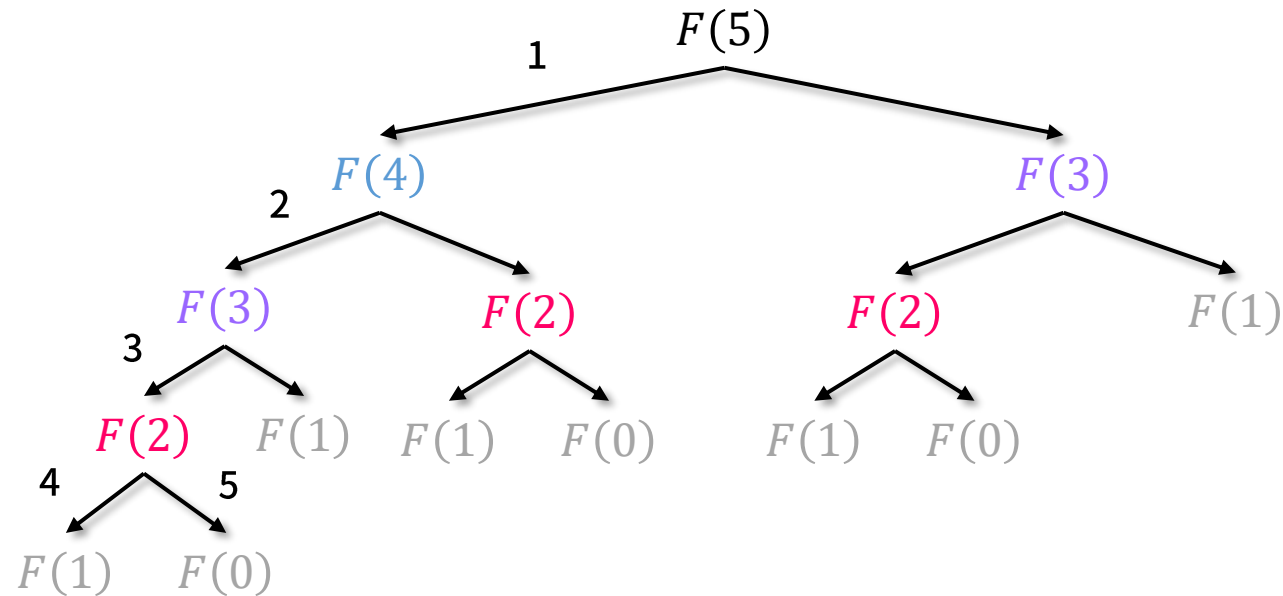 1 F(5)
F(4) F(3)
2
F(3) F(2) F(2) F(1)
3
F(2) F(1) F(1) F(0) F(1) F(0)
4 5
F(1) F(0)